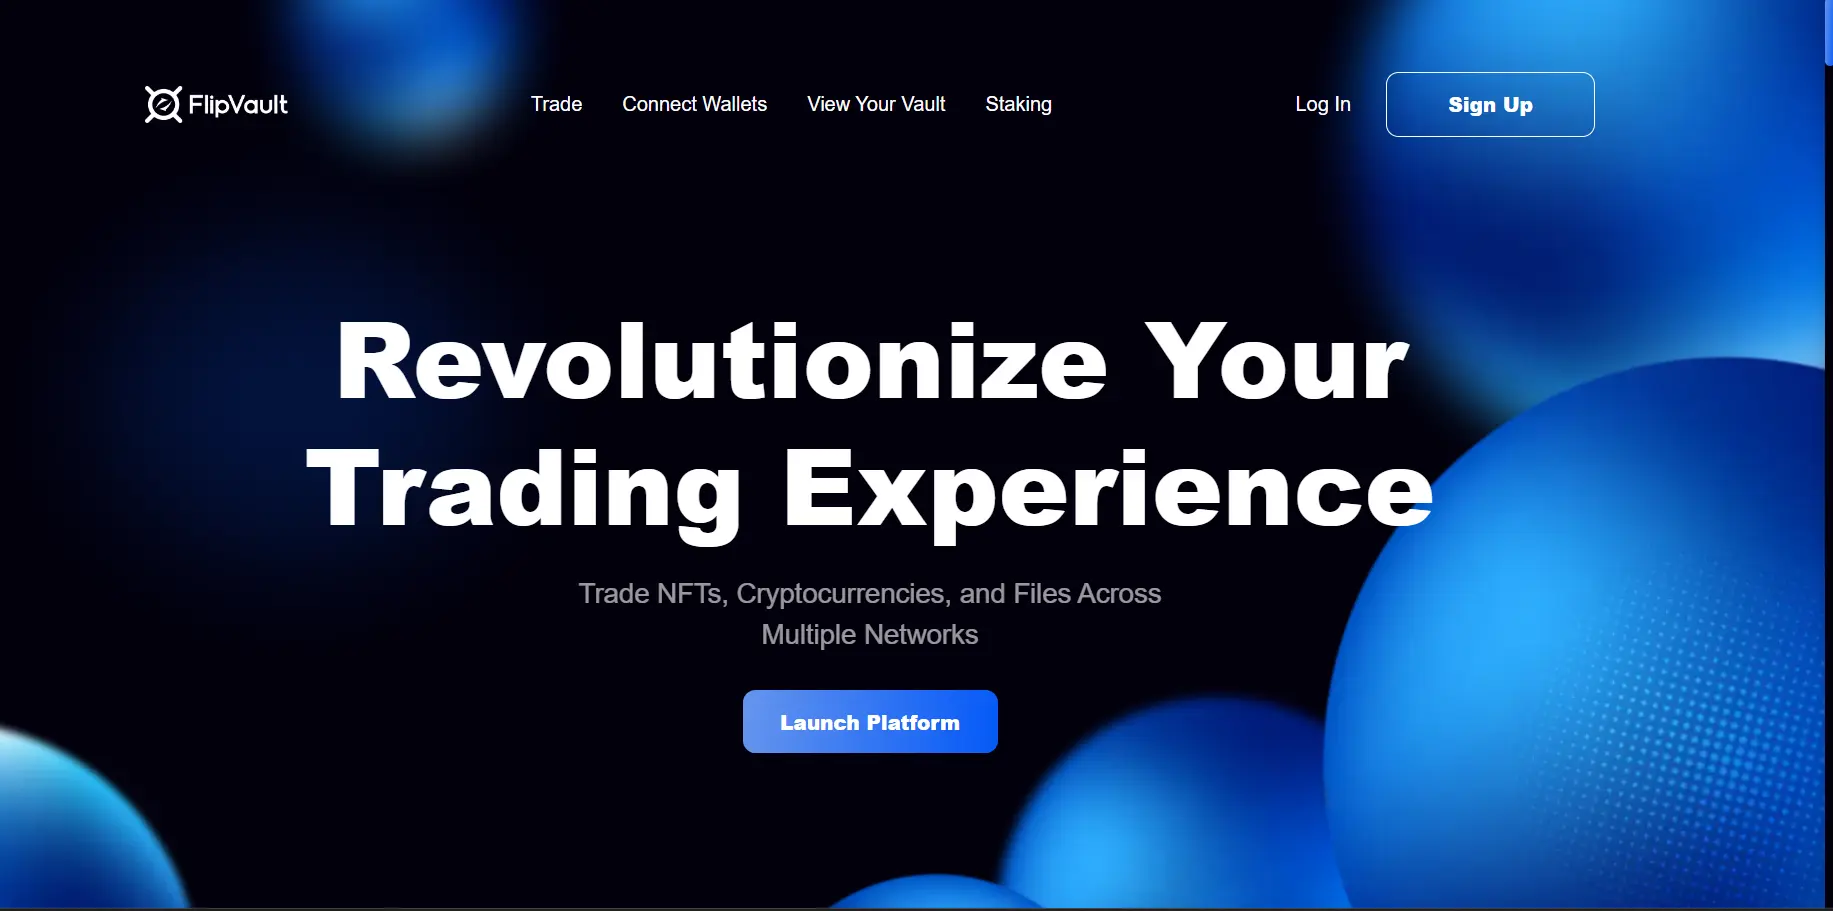 FlipVault
Trade
Connect Wallets
View Your Vault
Staking
Log In
Sign Up
Revolutionize Your
Trading Experience
Trade NFTs, Cryptocurrencies, and Files Across
Multiple Networks
Launch Platform